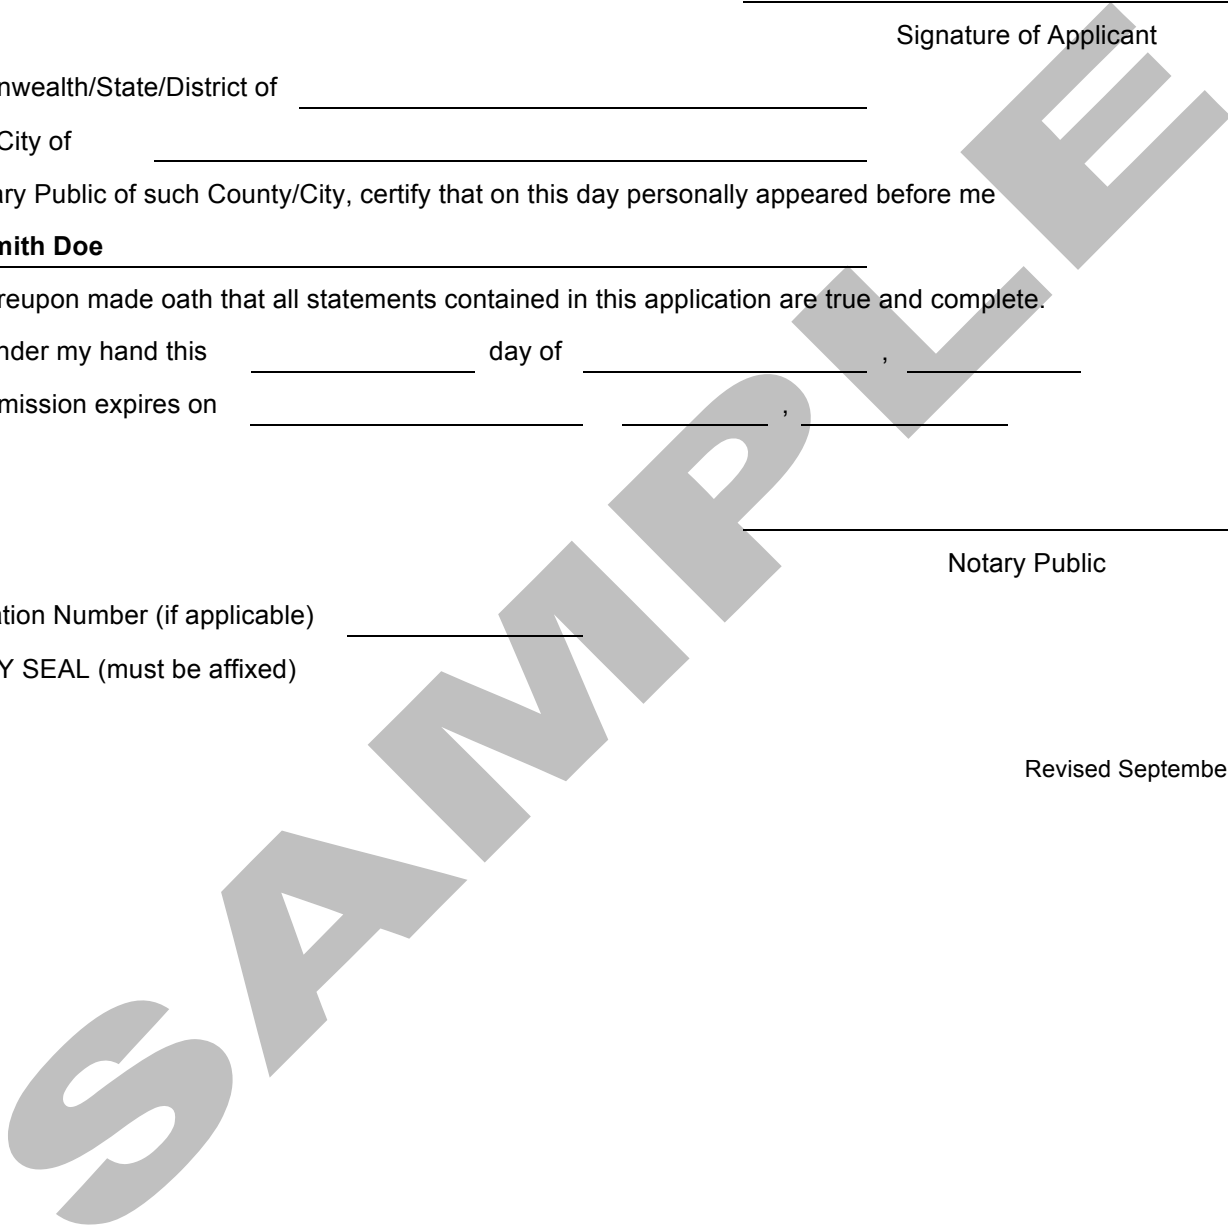 Signature of Applicant
nwealth/State/District of
City of
ary Public of such County/City, certify that on this day personally appeared before me
mith Doe
reupon made oath that all statements contained in this application are true and complete.
nder my hand this day of ,
mission expires on ,
Notary Public
ation Number (if applicable)
Y SEAL (must be affixed)
Revised Septembe
SAMPLE